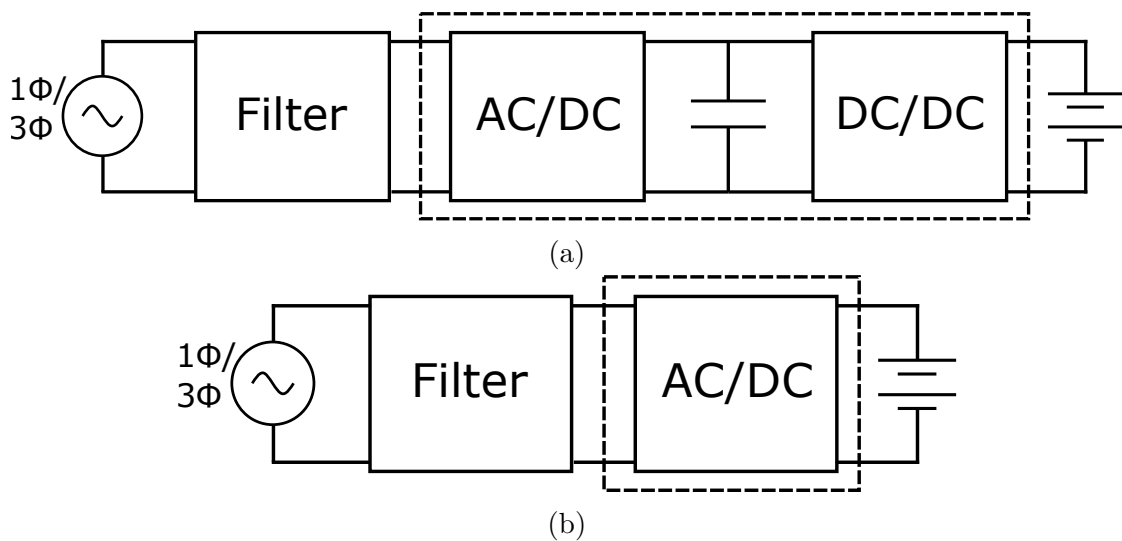 1Φ/
3Φ
Filter
AC/DC
DC/DC
(a)
1Φ/
3Φ
Filter
AC/DC
(b)